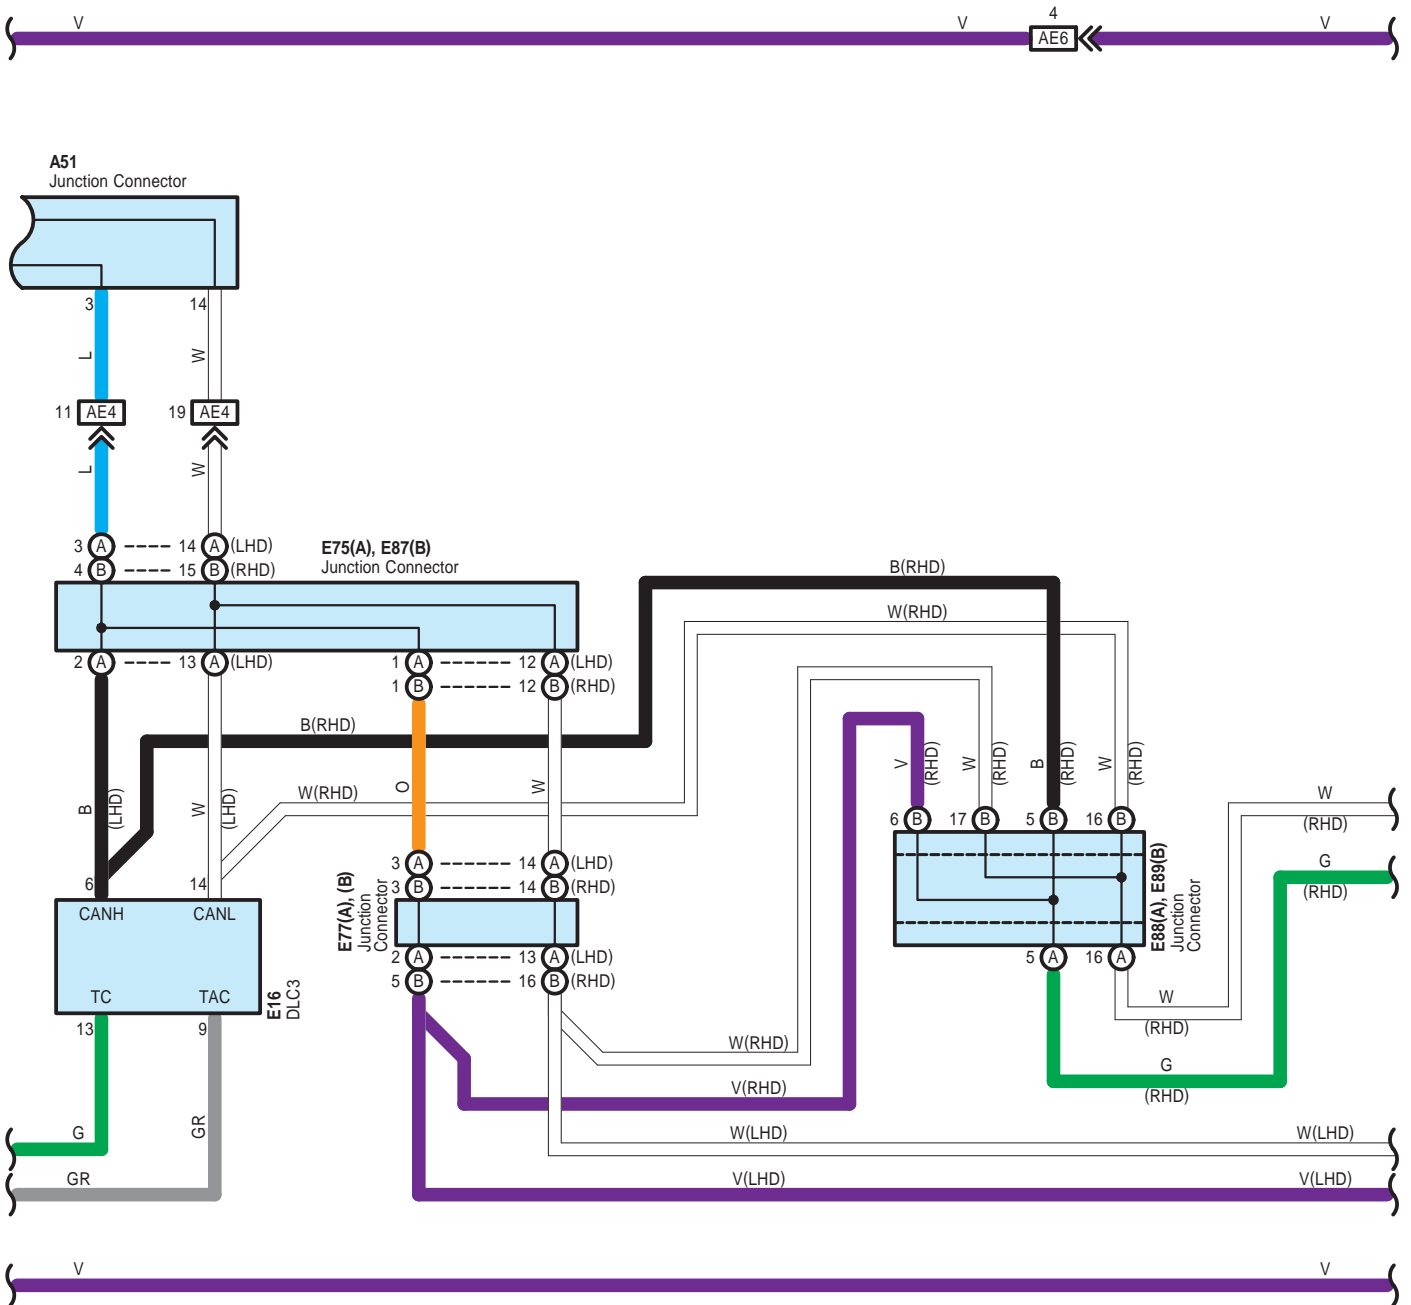 V V 4 V
AE6
A51
Junction Connector
3 14
L W
11 AE4 19 AE4
L W
3 A 14 A (LHD)
4 B 15 B (RHD)
E75(A), E87(B)
Junction Connector
2 A 13 A (LHD)
1 A 12 A (LHD)
1 B 12 B (RHD)
B(RHD)
W(RHD)
B(RHD)
W(RHD)
B (LHD)
W (LHD)
O W
V (RHD)
W (RHD)
B (RHD)
W (RHD)
6 B 17 B 5 B 16 B
W
(RHD)
G
(RHD)
3 A 14 A (LHD)
3 B 14 B (RHD)
E77(A), (B)
Junction
Connector
2 A 13 A (LHD)
5 B 16 B (RHD)
E88(A), E89(B)
Junction
Connector
5 A 16 A
6 14
CANH CANL
TC TAC
E16
DLC3
13 9
W
(RHD)
G
(RHD)
W(RHD)
V(RHD)
G GR
GR
W(LHD) W(LHD)
V(LHD) V(LHD)
V V